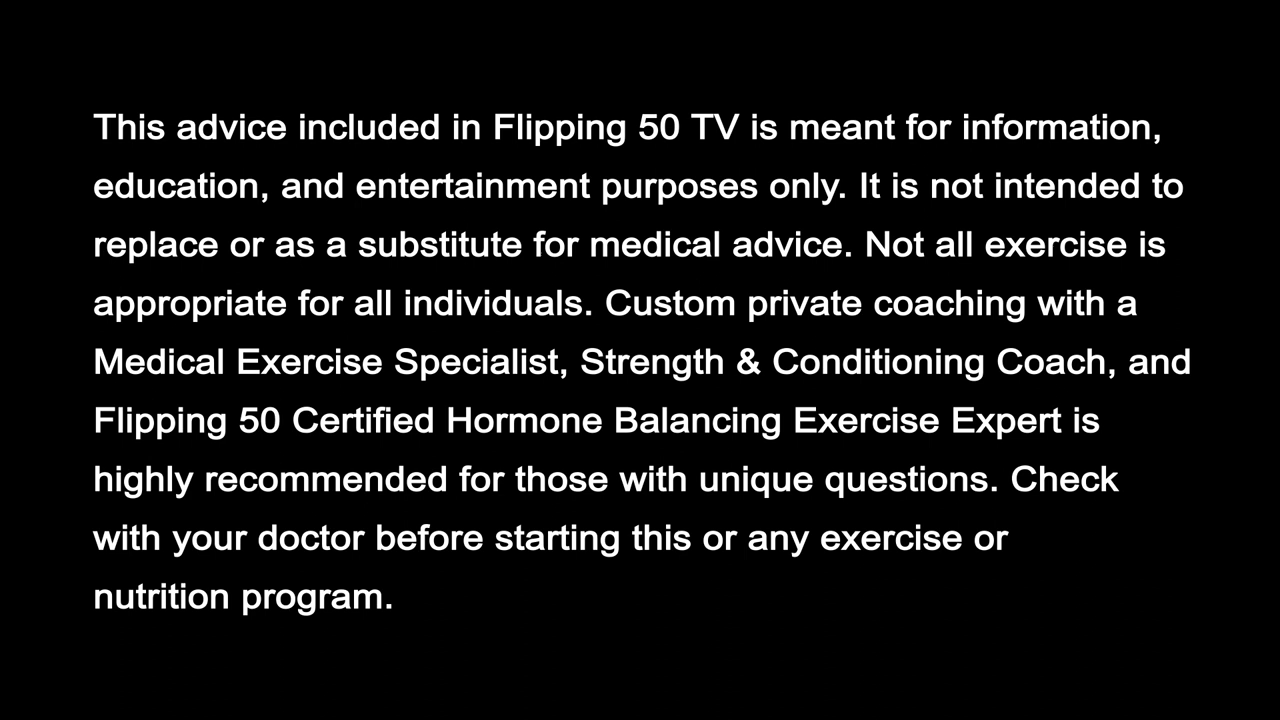 This advice included in Flipping 50 TV is meant for information,
education, and entertainment purposes only. It is not intended to
replace or as a substitute for medical advice. Not all exercise is
appropriate for all individuals. Custom private coaching with a
Medical Exercise Specialist, Strength & Conditioning Coach, and
Flipping 50 Certified Hormone Balancing Exercise Expert is
highly recommended for those with unique questions. Check
with your doctor before starting this or any exercise or
nutrition program.